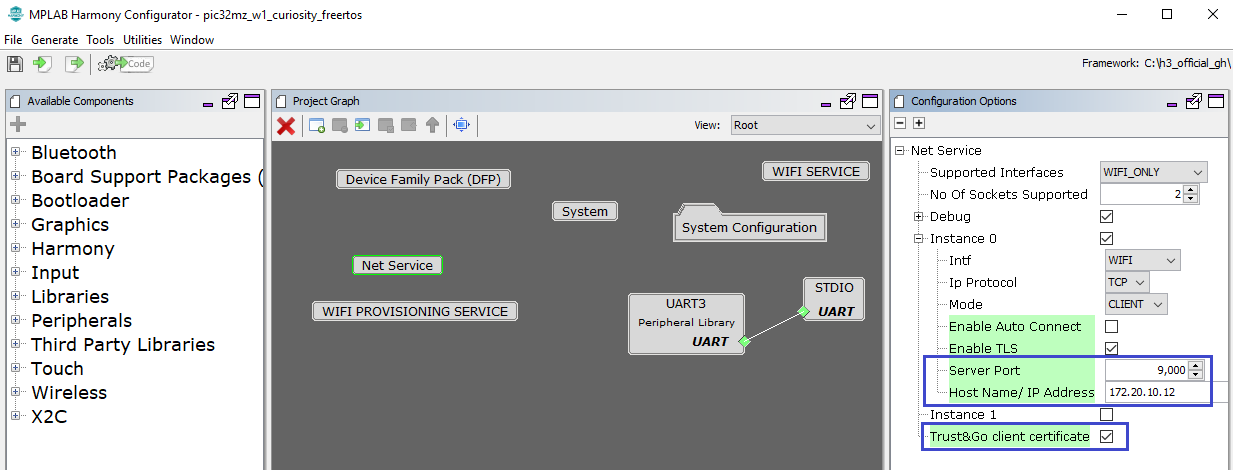 MPLAB Harmony Configurator - pic32mz_w1_curiosity_freertos
File Generate Tools Utilities Window
Code
Framework: C:\h3_official_gh\
Available Components
Bluetooth
Board Support Packages (
Bootloader
Graphics
Harmony
Input
Libraries
Peripherals
Third Party Libraries
Touch
Wireless
X2C
Project Graph
View: Root
Device Family Pack (DFP)
WIFI SERVICE
System
System Configuration
Net Service
WIFI PROVISIONING SERVICE
UART3
Peripheral Library
UART
STDIO
UART
Configuration Options
Net Service
Supported Interfaces WIFI_ONLY
No Of Sockets Supported 2
Debug
Instance 0
Intf WIFI
Ip Protocol TCP
Mode CLIENT
Enable Auto Connect
Enable TLS
Server Port 9,000
Host Name/ IP Address 172.20.10.12
Instance 1
Trust&Go client certificate